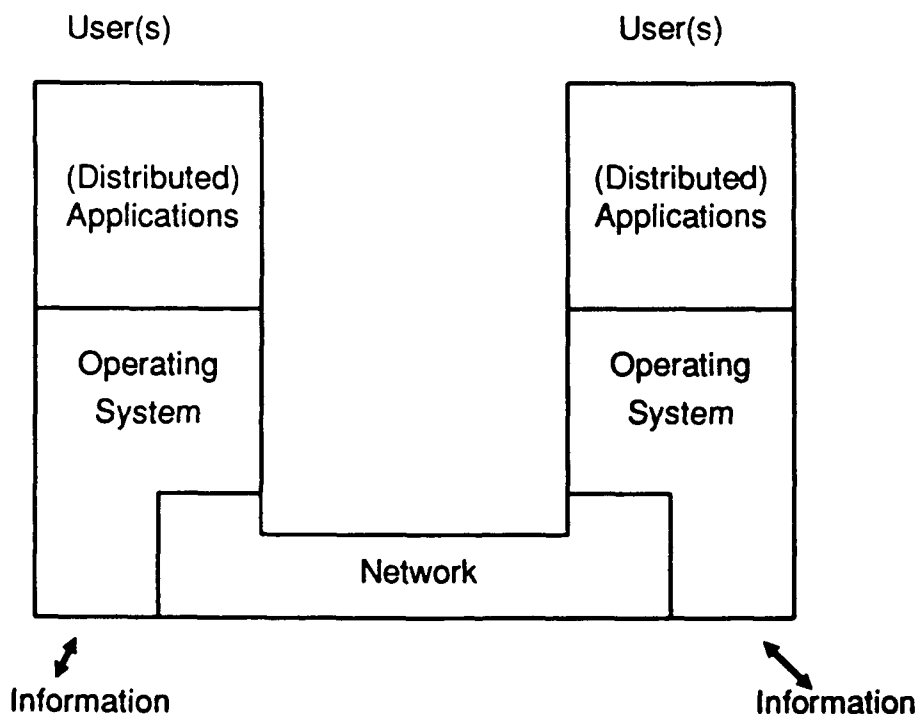 User(s)
User(s)
(Distributed)
Applications
(Distributed)
Applications
Operating
System
Operating
System
Network
Information
Information